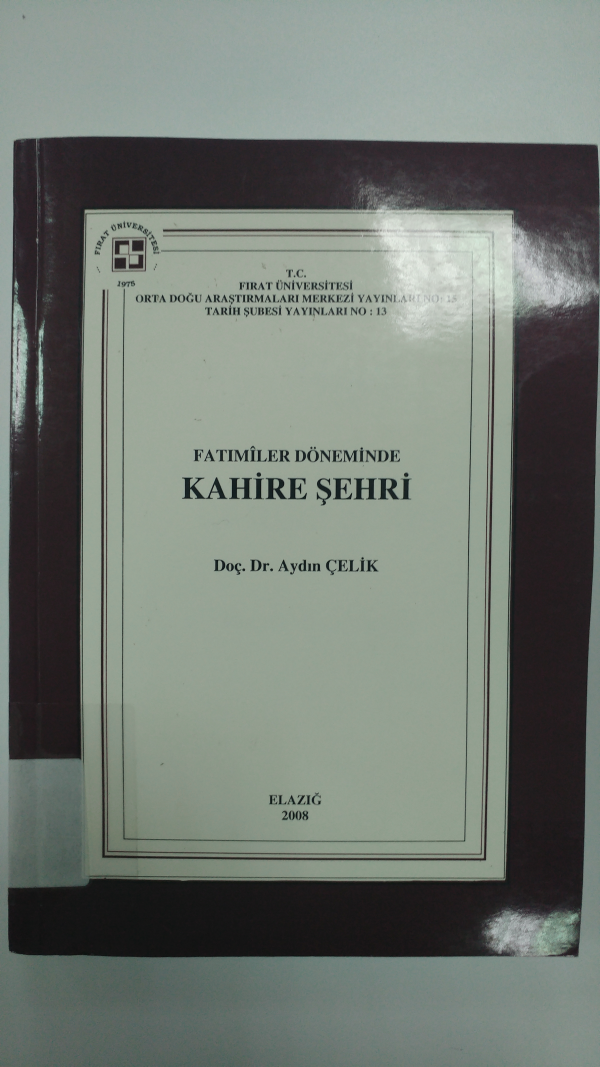 FIRAT ÜNİVERSİTESİ
1975
T.C.
FIRAT ÜNİVERSİTESİ
ORTA DOĞU ARAŞTIRMALARI MERKEZİ YAYINLARI NO:
TARİH ŞUBESİ YAYINLARI NO : 13
FATIMÎLER DÖNEMİNDE
KAHİRE ŞEHRİ
Doç. Dr. Aydın ÇELİK
ELAZIĞ
2008